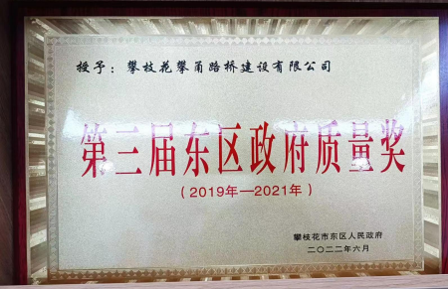 授予：攀枝花攀甬路桥建设有限公司
第三届东区政府质量奖
（2019年—2021年）
攀枝花市东区人民政府
二〇二二年六月